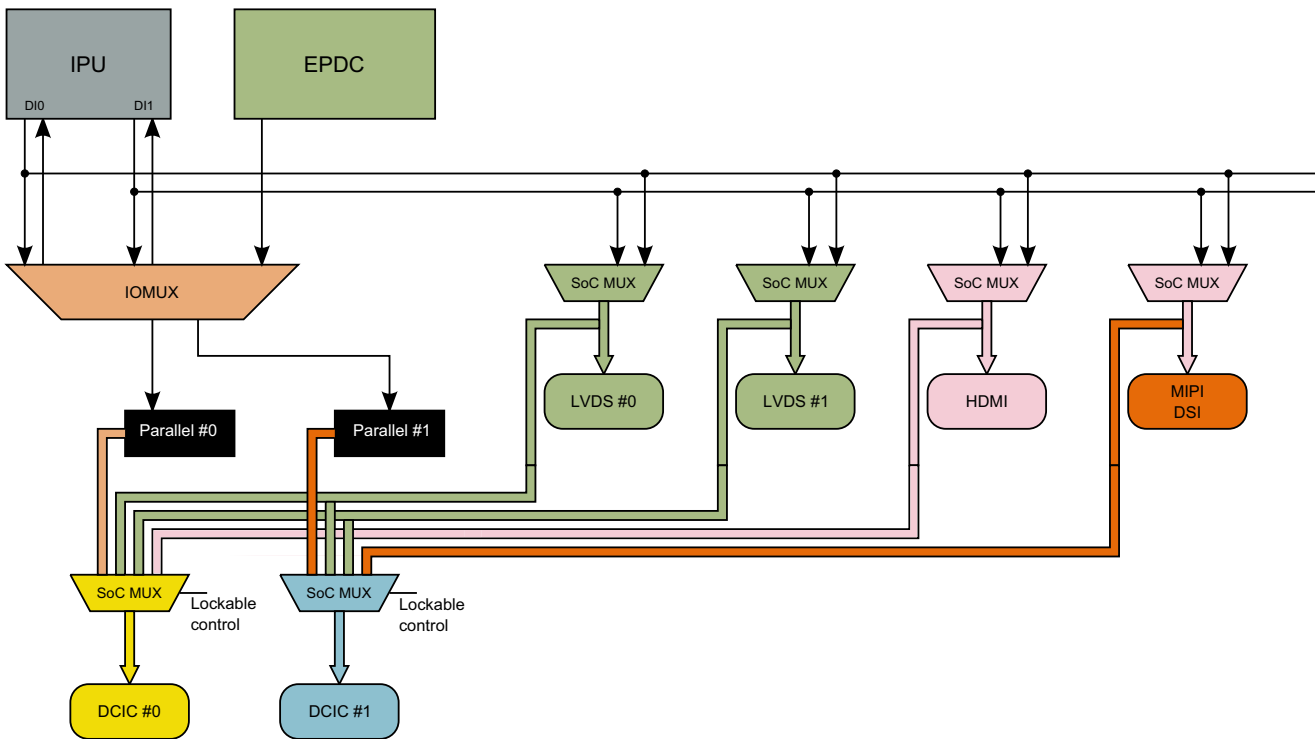 IPU
EPDC
DI0
DI1
IOMUX
SoC MUX
SoC MUX
SoC MUX
SoC MUX
LVDS #0
LVDS #1
HDMI
MIPI
DSI
Parallel #0
Parallel #1
SoC MUX
Lockable
control
SoC MUX
Lockable
control
DCIC #0
DCIC #1